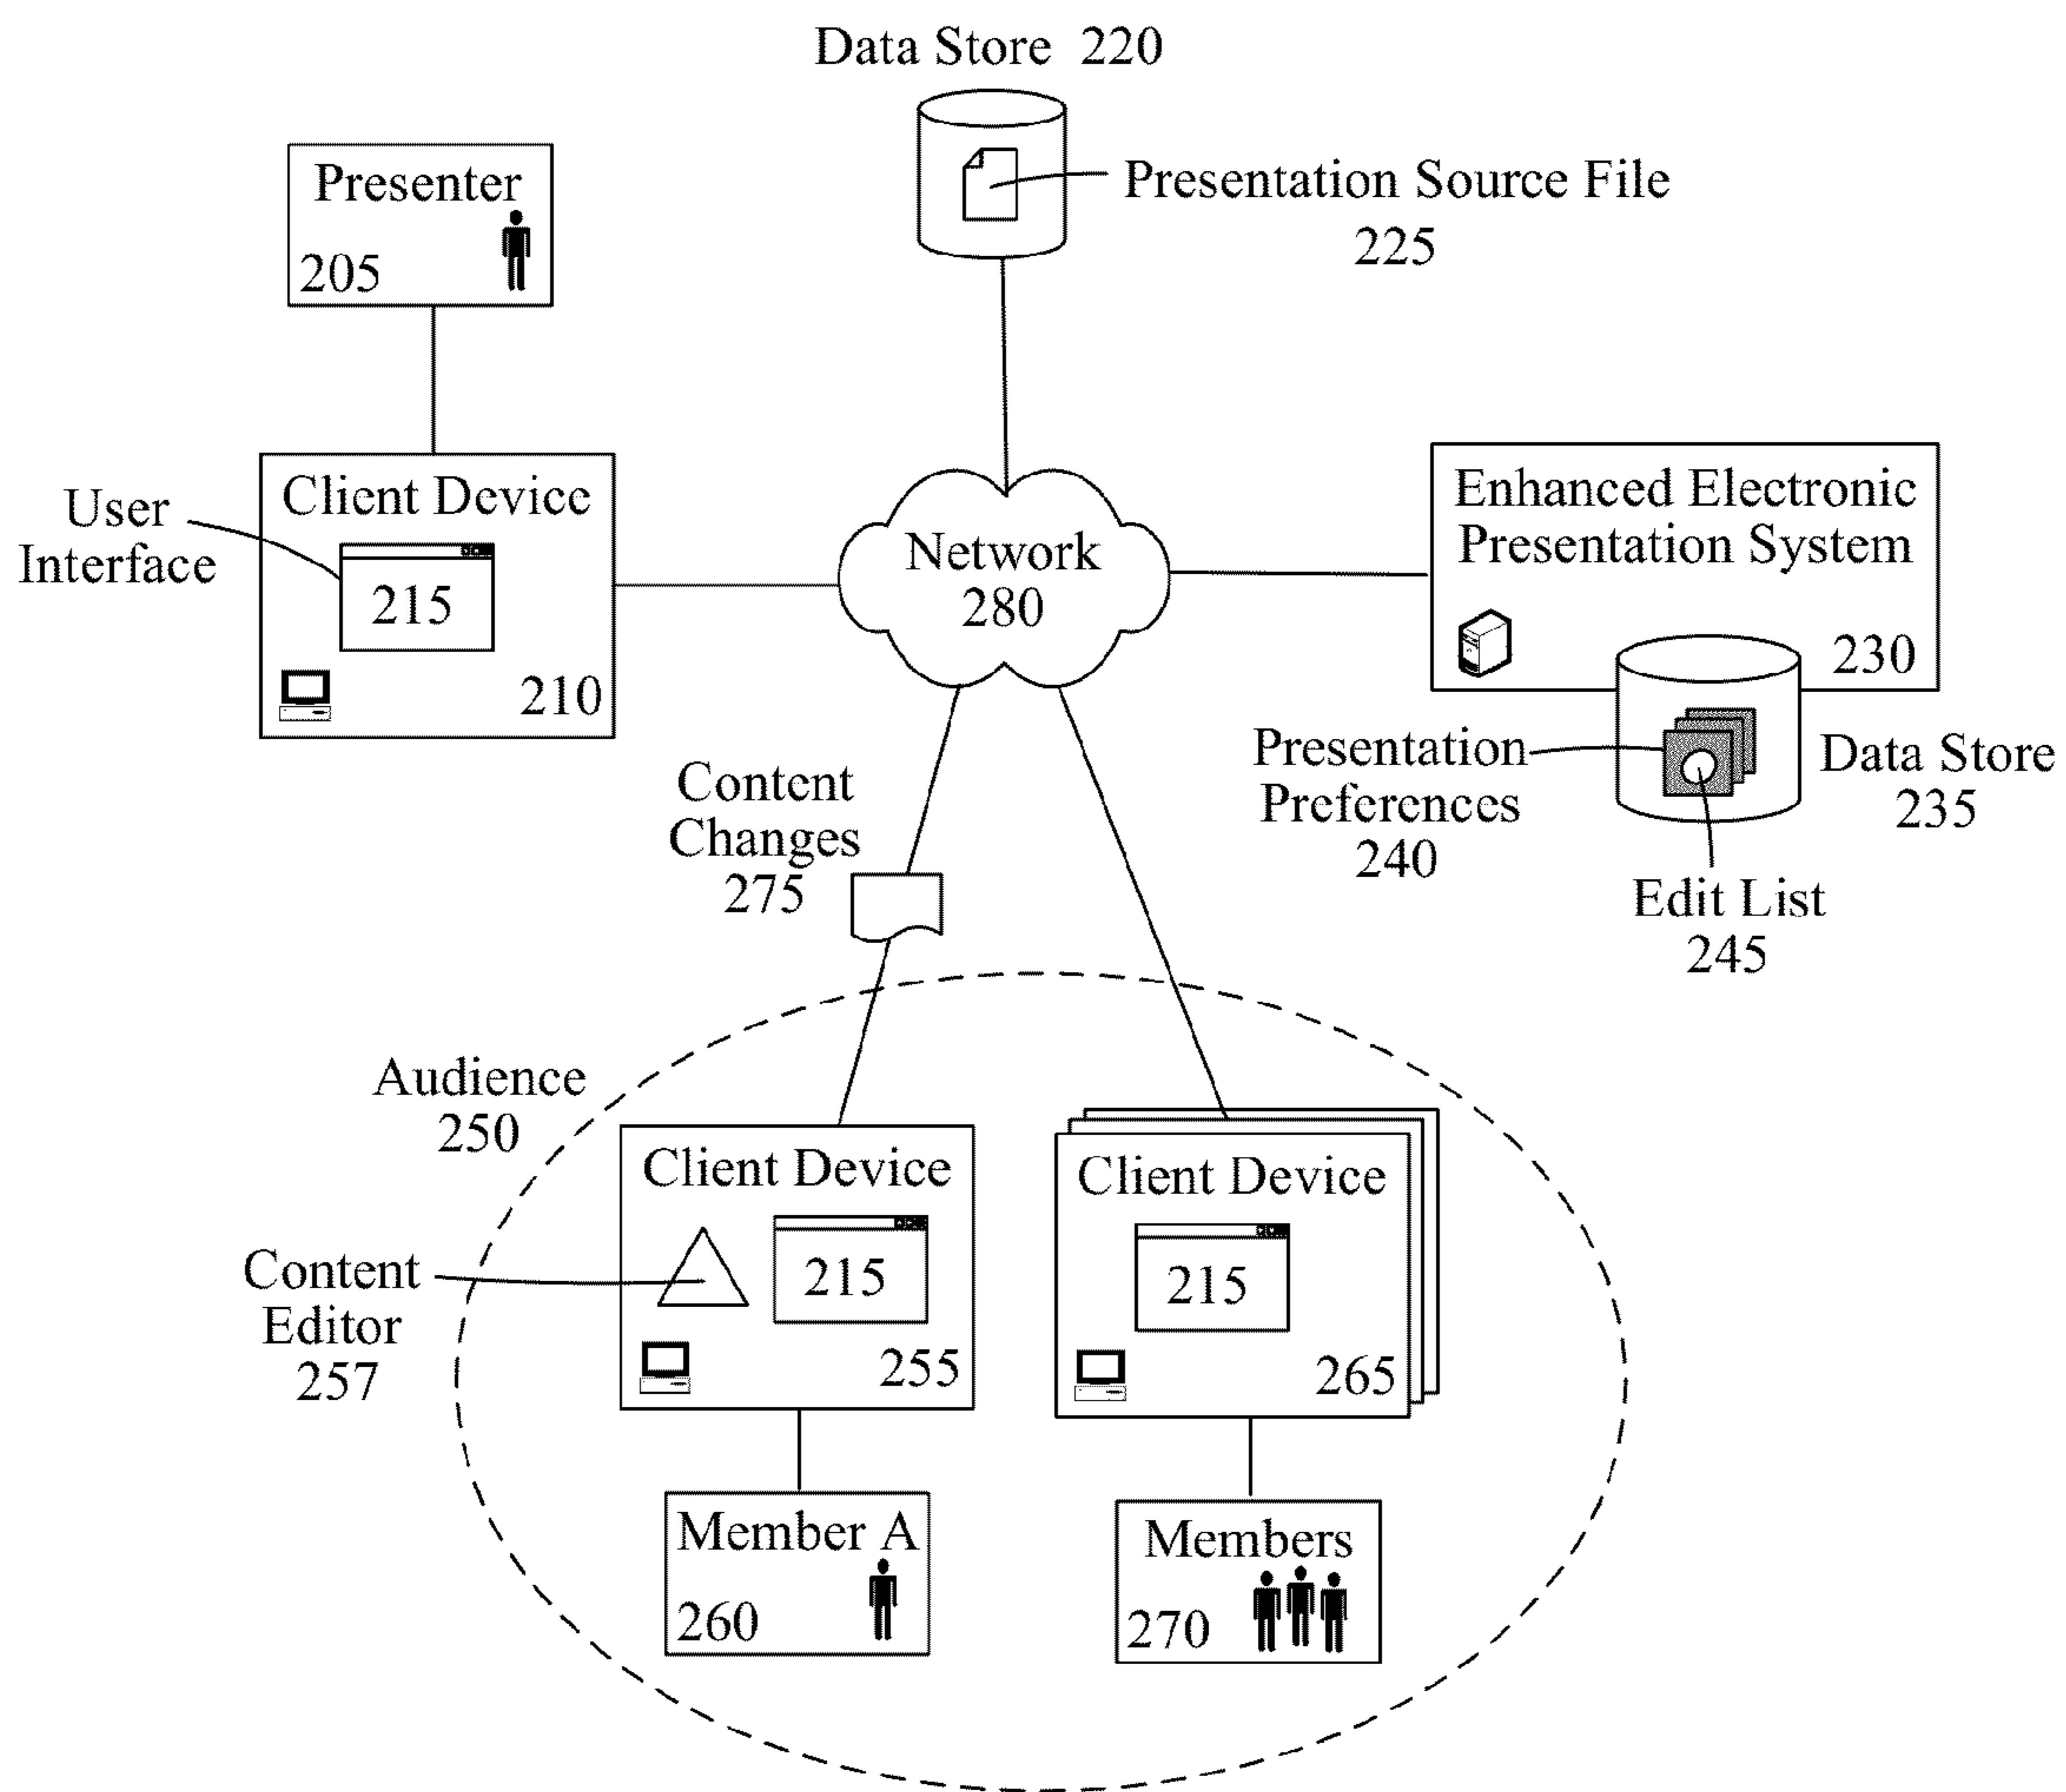 Data Store 220
Presentation Source File
225
Presenter
205
User
Interface
Client Device
215
210
Network
280
Enhanced Electronic
Presentation System
230
Presentation
Preferences
240
Data Store
235
Edit List
245
Content
Changes
275
Audience
250
Client Device
215
255
Content
Editor
257
Client Device
215
265
Member A
260
Members
270